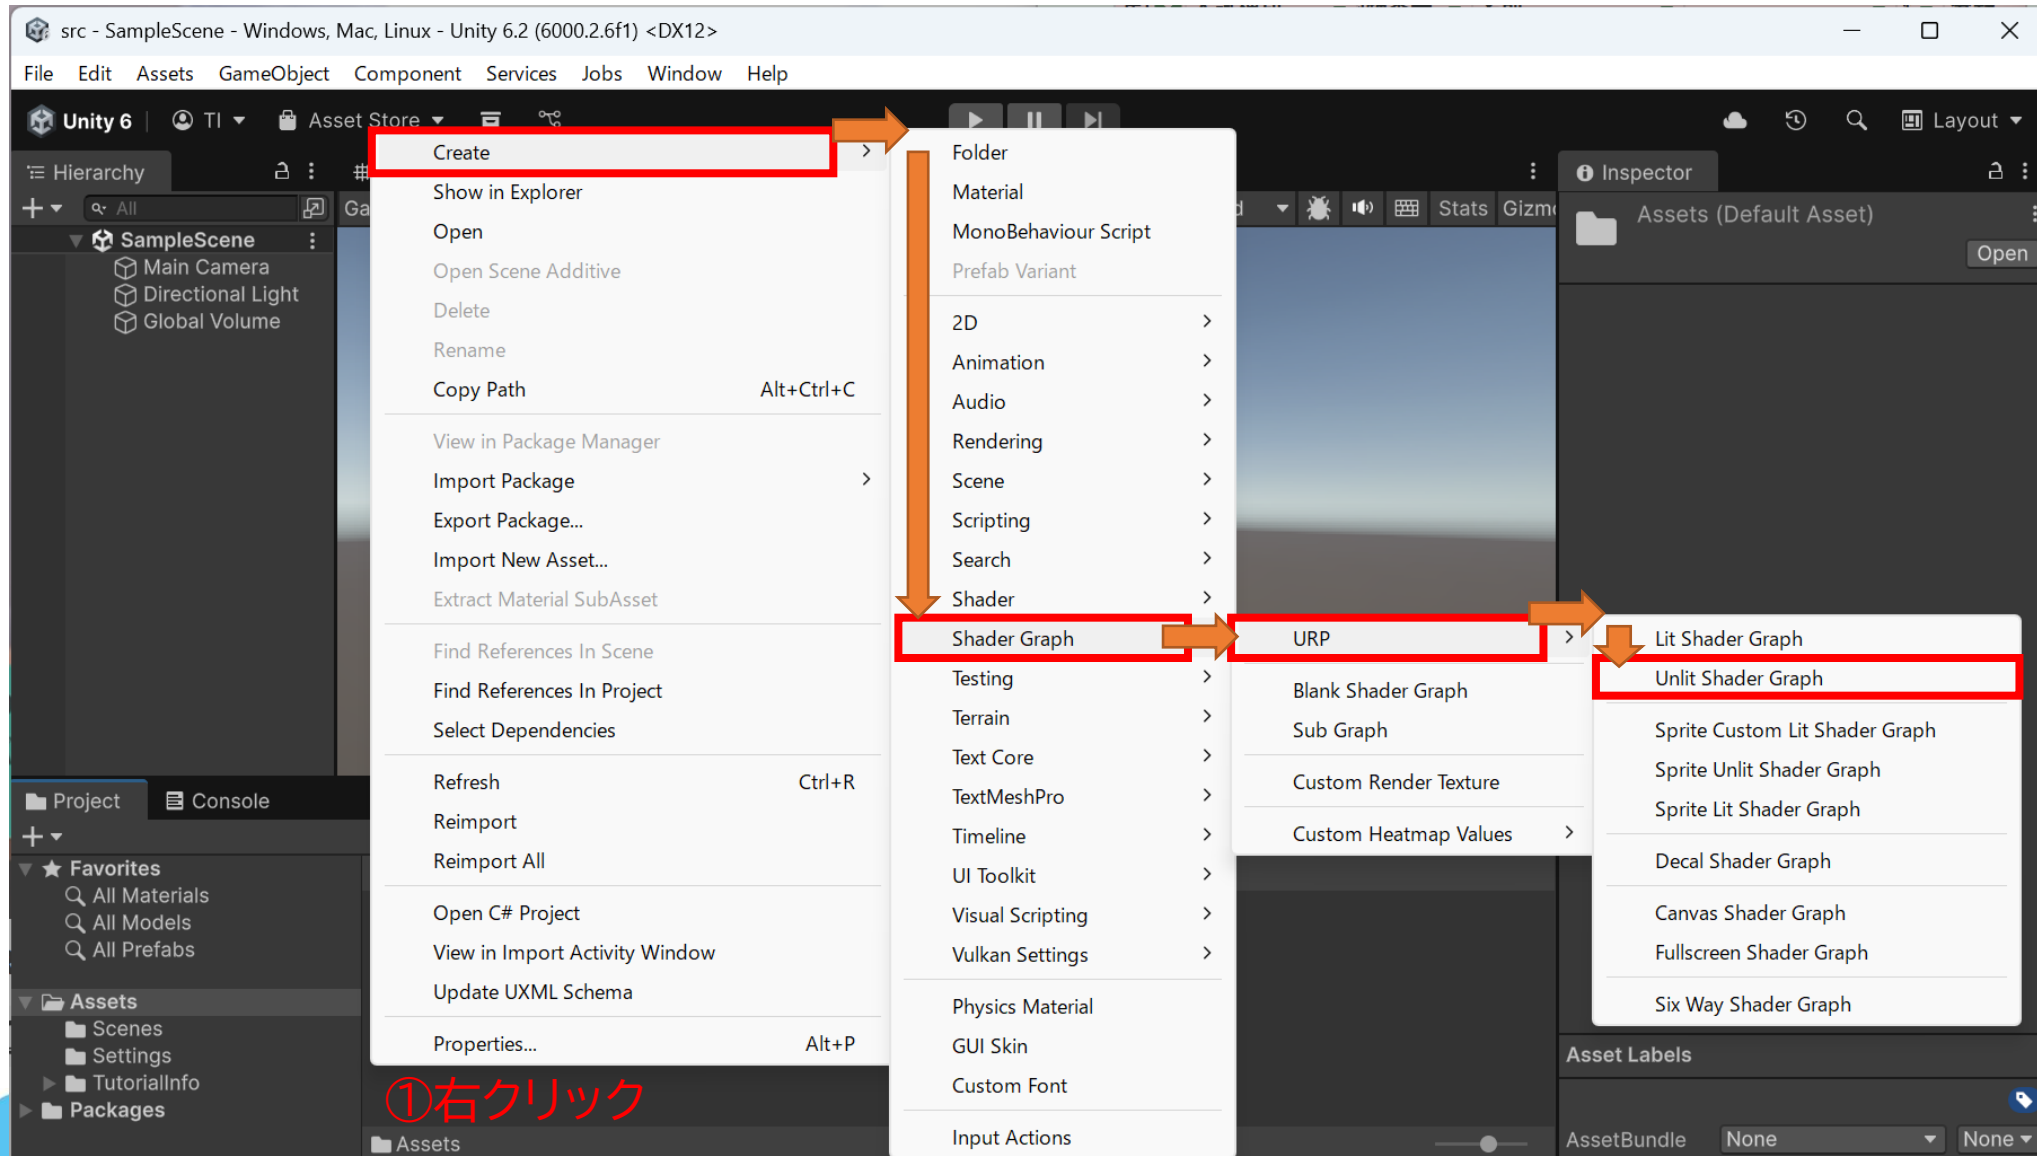 src - SampleScene - Windows, Mac, Linux - Unity 6.2 (6000.2.6f1) <DX12>
File Edit Assets GameObject Component Services Jobs Window Help
Unity 6 TI Asset Store Layout
Hierarchy
All
SampleScene
Main Camera
Directional Light
Global Volume
Create
Show in Explorer
Open
Open Scene Additive
Delete
Rename
Copy Path Alt+Ctrl+C
View in Package Manager
Import Package
Export Package...
Import New Asset...
Extract Material SubAsset
Find References In Scene
Find References In Project
Select Dependencies
Refresh Ctrl+R
Reimport
Reimport All
Open C# Project
View in Import Activity Window
Update UXML Schema
Properties... Alt+P
①右クリック
Folder
Material
MonoBehaviour Script
Prefab Variant
2D
Animation
Audio
Rendering
Scene
Scripting
Search
Shader
Shader Graph
Testing
Terrain
Text Core
TextMeshPro
Timeline
UI Toolkit
Visual Scripting
Vulkan Settings
Physics Material
GUI Skin
Custom Font
Input Actions
URP
Blank Shader Graph
Sub Graph
Custom Render Texture
Custom Heatmap Values
Lit Shader Graph
Unlit Shader Graph
Sprite Custom Lit Shader Graph
Sprite Unlit Shader Graph
Sprite Lit Shader Graph
Decal Shader Graph
Canvas Shader Graph
Fullscreen Shader Graph
Six Way Shader Graph
Stats
Inspector
Assets (Default Asset)
Open
Project Console
Favorites
All Materials
All Models
All Prefabs
Assets
Scenes
Settings
TutorialInfo
Packages
Assets
Asset Labels
AssetBundle None None